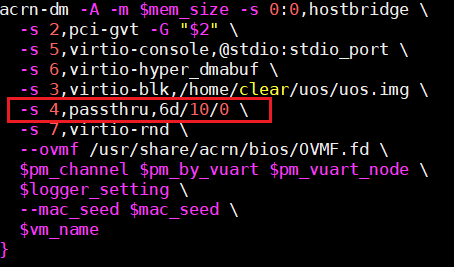 acrn-dm -A -m $mem_size -s 0:0,hostbridge \
-s 2,pci-gvt -G "$2" \
-s 5,virtio-console,@stdio:stdio_port \
-s 6,virtio-hyper_dmabuf \
-s 3,virtio-blk,/home/clear/uos/uos.img \
-s 4,passthru,6d/10/0 \
-s 7,virtio-rnd \
--ovmf /usr/share/acrn/bios/OVMF.fd \
$pm_channel $pm_by_vuart $pm_vuart_node \
$logger_setting \
--mac_seed $mac_seed \
$vm_name
}